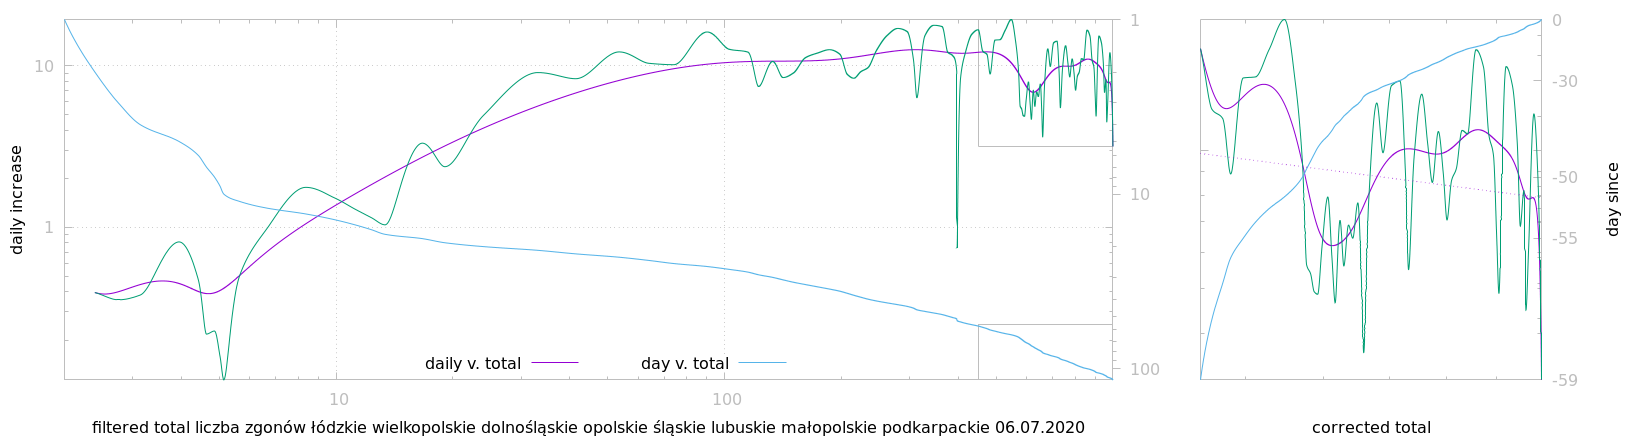 1
0
10
-30
daily increase
10
-50
day since
1
-55
daily v. total
day v. total
100
-59
10
100
filtered total liczba zgonów łódzkie wielkopolskie dolnośląskie opolskie śląskie lubuskie małopolskie podkarpackie 06.07.2020
corrected total